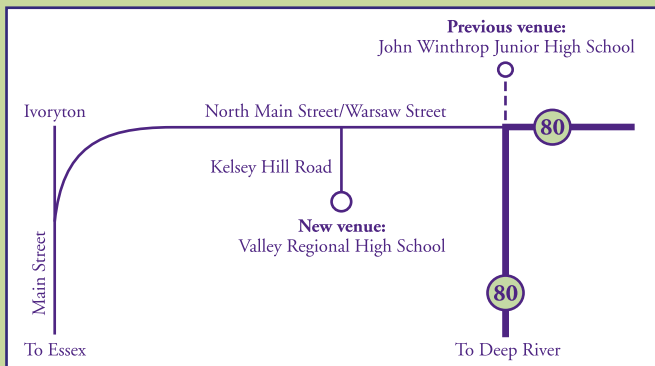 Previous venue:
John Winthrop Junior High School
Ivoryton
North Main Street/Warsaw Street
80
Kelsey Hill Road
New venue:
Valley Regional High School
Main Street
80
To Essex
To Deep River